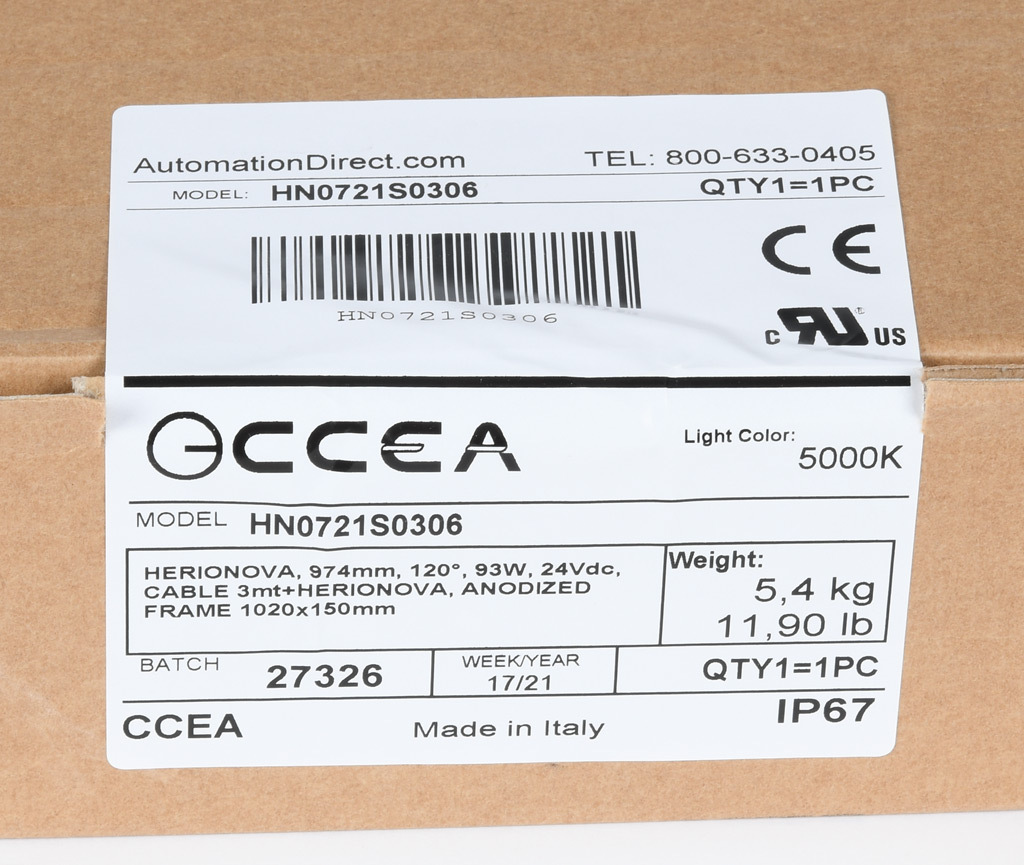 AutomationDirect.com TEL: 800-633-0405
MODEL: HN0721S0306 QTY1=1PC
HN0721S0306
CE
c RU US
CCEA
Light Color:
5000K
MODEL HN0721S0306
HERIONOVA, 974mm, 120°, 93W, 24Vdc,
CABLE 3mt+HERIONOVA, ANODIZED
FRAME 1020x150mm
Weight:
5,4 kg
11,90 lb
BATCH 27326
WEEK/YEAR
17/21
QTY1=1PC
CCEA Made in Italy IP67